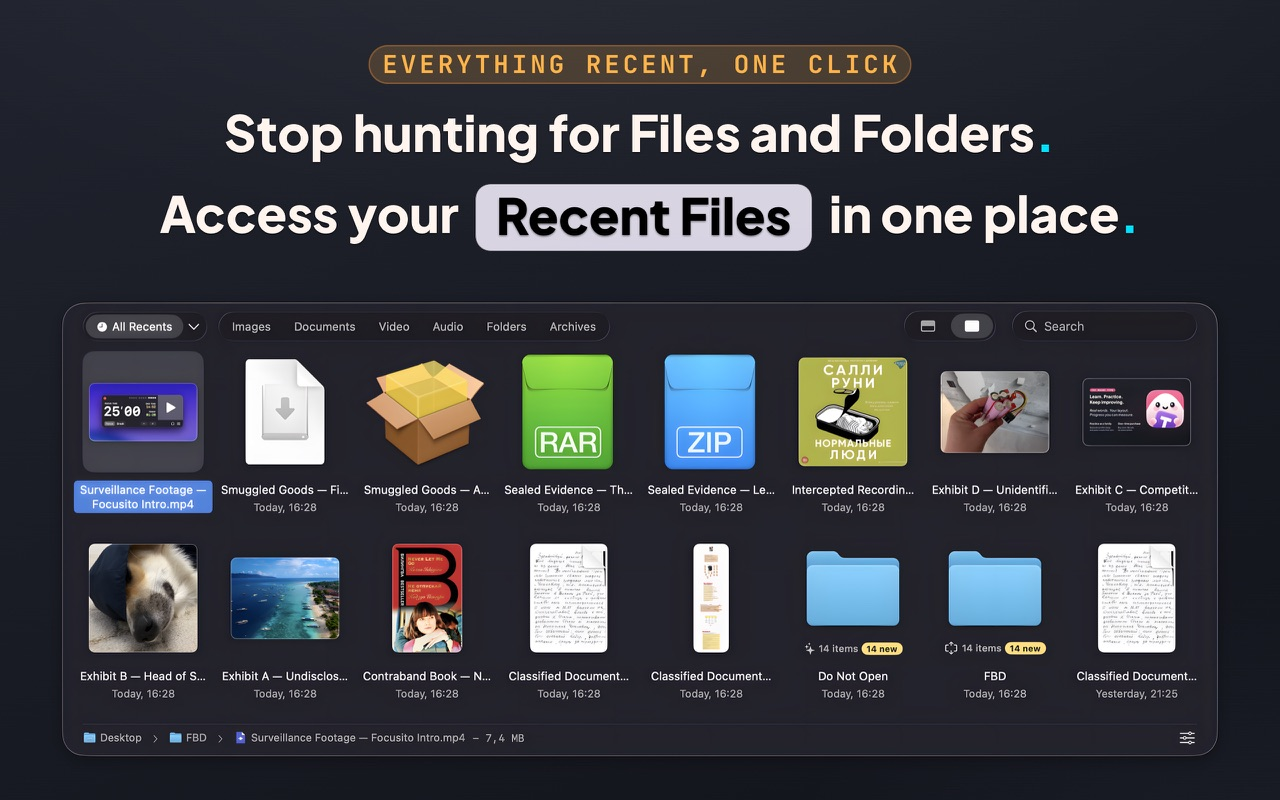 EVERYTHING RECENT, ONE CLICK
Stop hunting for Files and Folders.
Access your Recent Files in one place.
All Recents
Images
Documents
Video
Audio
Folders
Archives
Search
25'00
RAR
ZIP
САЛЛИ
РУНИ
НОРМАЛЬНЫЕ
ЛЮДИ
Learn. Practice.
Keep improving.
Surveillance Footage —
Focusito Intro.mp4
Smuggled Goods — Fi...
Today, 16:28
Smuggled Goods — A...
Today, 16:28
Sealed Evidence — Th...
Today, 16:28
Sealed Evidence — Le...
Today, 16:28
Intercepted Recordin...
Today, 16:28
Exhibit D — Unidentifi...
Today, 16:28
Exhibit C — Competit...
Today, 16:28
14 items
14 new
14 items
14 new
Exhibit B — Head of S...
Today, 16:28
Exhibit A — Undisclos...
Today, 16:28
Contraband Book — N...
Today, 16:28
Classified Document...
Today, 16:28
Classified Document...
Today, 16:28
Do Not Open
Today, 16:28
FBD
Today, 16:28
Classified Document...
Yesterday, 21:25
Desktop
FBD
Surveillance Footage — Focusito Intro.mp4 – 7,4 MB